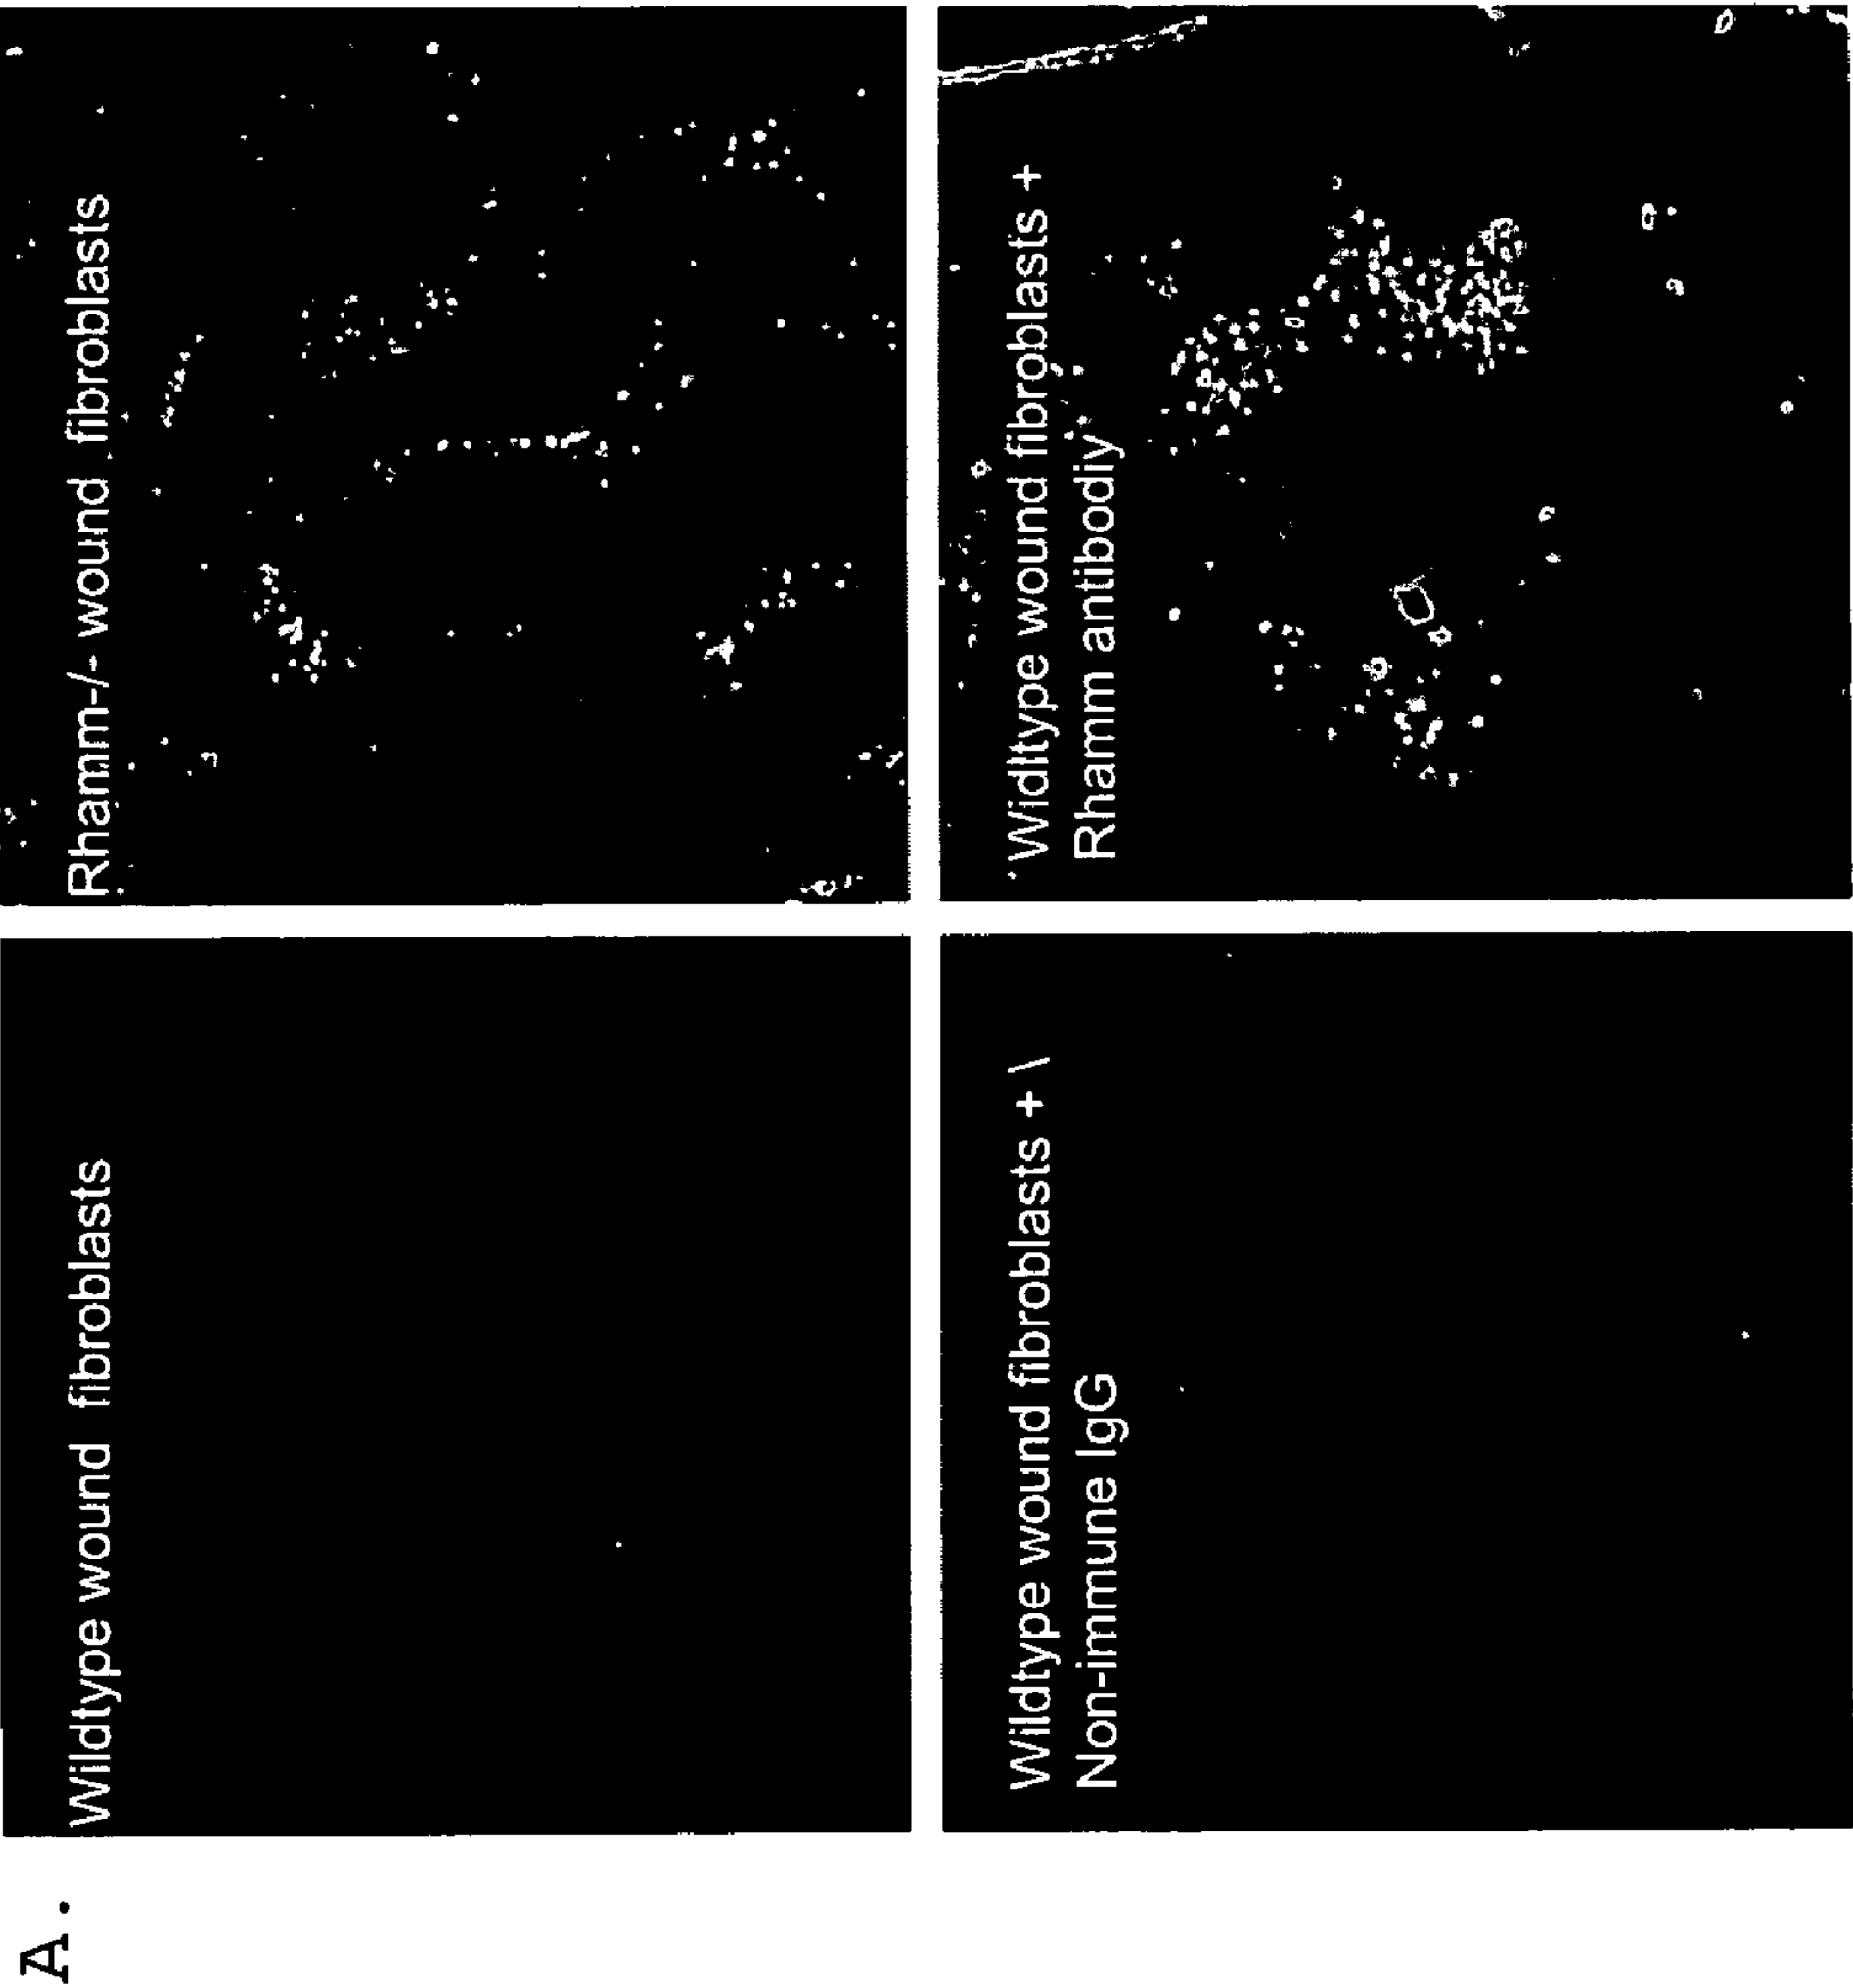 A.
Wildtype wound fibroblasts
Rhamm-/- wound fibroblasts
Wildtype wound fibroblasts + \
Non-immune IgG
Widltype wound fibroblasts +
Rhamm antibodiy